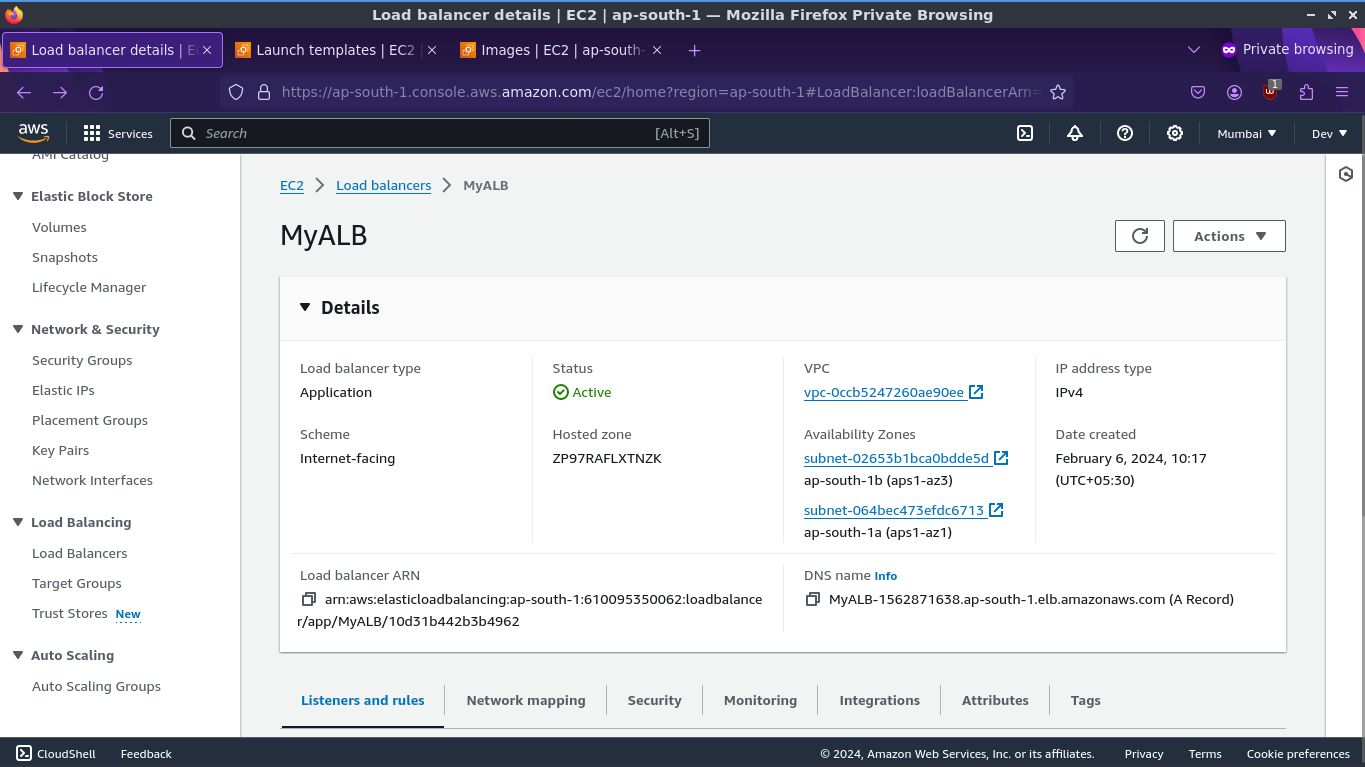 Load balancer details | EC2 | ap-south-1 — Mozilla Firefox Private Browsing
Load balancer details | E
Launch templates | EC2
Images | EC2 | ap-south-
Private browsing
https://ap-south-1.console.aws.amazon.com/ec2/home?region=ap-south-1#LoadBalancer:loadBalancerArn=
1
aws
Services
Search
[Alt+S]
Mumbai
Dev
AMI Catalog
Elastic Block Store
Volumes
Snapshots
Lifecycle Manager
Network & Security
Security Groups
Elastic IPs
Placement Groups
Key Pairs
Network Interfaces
Load Balancing
Load Balancers
Target Groups
Trust Stores New
Auto Scaling
Auto Scaling Groups
EC2 > Load balancers > MyALB
MyALB
Actions
Details
Load balancer type
Application
Status
Active
VPC
vpc-0ccb5247260ae90ee
IP address type
IPv4
Scheme
Internet-facing
Hosted zone
ZP97RAFLXTNZK
Availability Zones
subnet-02653b1bca0bdde5d
ap-south-1b (aps1-az3)
subnet-064bec473efdc6713
ap-south-1a (aps1-az1)
Date created
February 6, 2024, 10:17
(UTC+05:30)
Load balancer ARN
arn:aws:elasticloadbalancing:ap-south-1:610095350062:loadbalance
r/app/MyALB/10d31b442b3b4962
DNS name Info
MyALB-1562871638.ap-south-1.elb.amazonaws.com (A Record)
Listeners and rules
Network mapping
Security
Monitoring
Integrations
Attributes
Tags
CloudShell
Feedback
© 2024, Amazon Web Services, Inc. or its affiliates.
Privacy
Terms
Cookie preferences